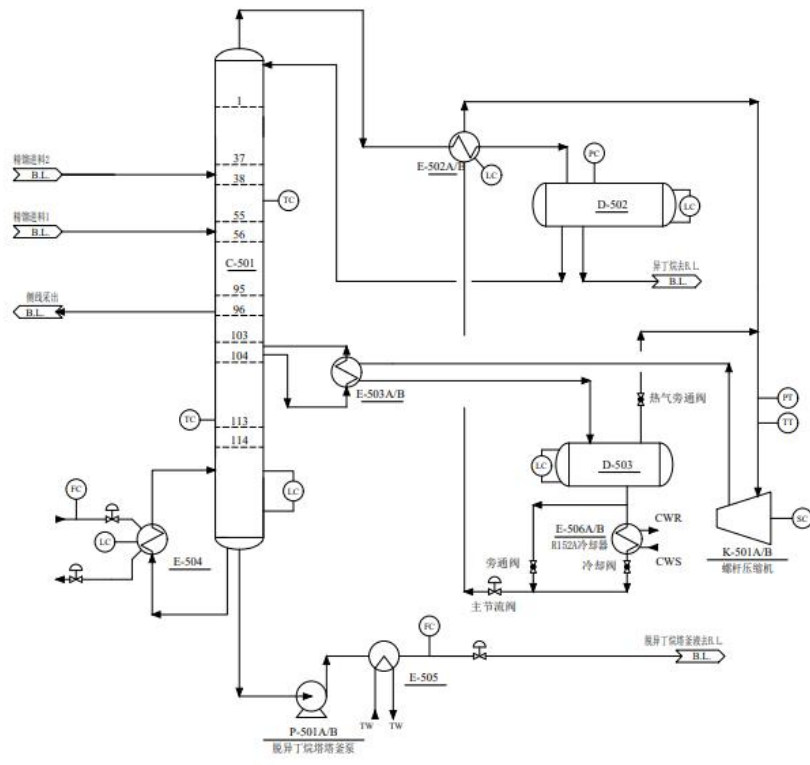 1
精馏进料2
B.L.
37
38
E-502A/B
LC
PC
D-502
LC
TC
精馏进料1
B.L.
55
56
C-501
异丁烷去B.L.
B.L.
侧线采出
B.L.
95
96
103
104
E-503A/B
热气旁通阀
PT
TT
TC
113
114
LC
D-503
LC
FC
LC
E-504
E-506A/B
R152A冷却器
CWR
CWS
SC
K-501A/B
螺杆压缩机
旁通阀
冷却阀
主节流阀
FC
脱异丁烷塔釜液去B.L.
B.L.
E-505
TW
TW
P-501A/B
脱异丁烷塔塔釜泵